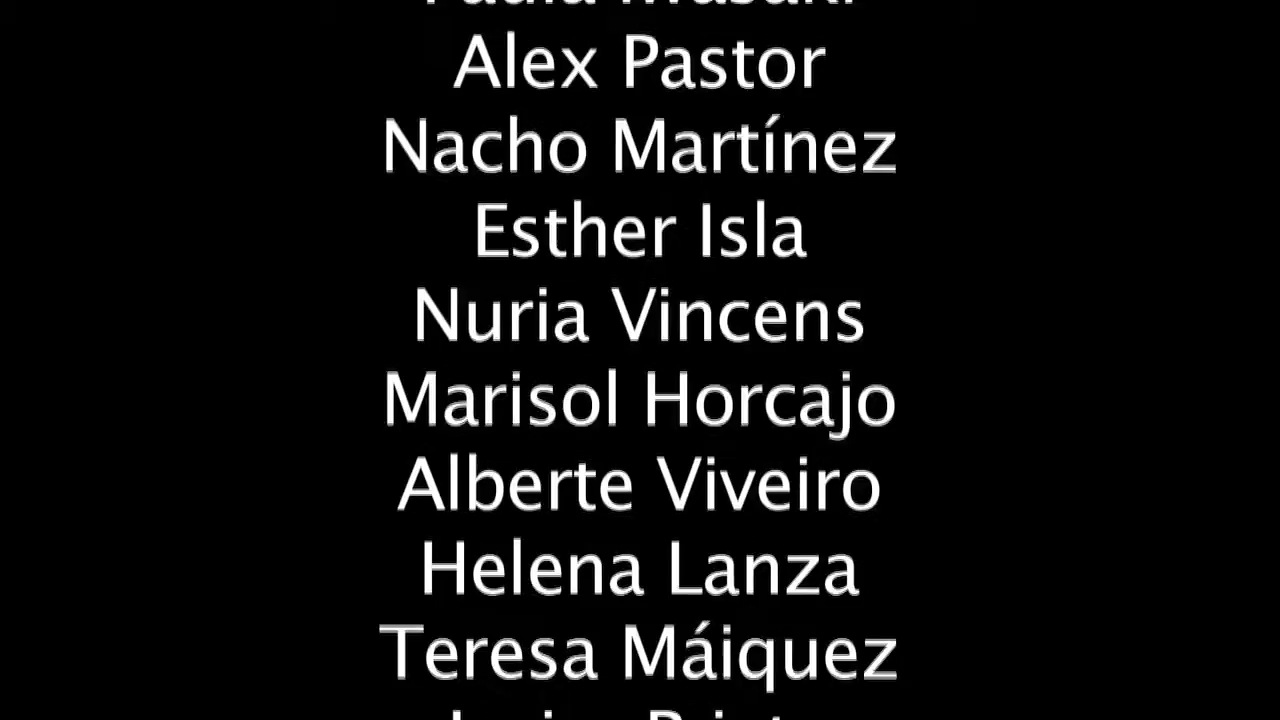 Alex Pastor
Nacho Martínez
Esther Isla
Nuria Vincens
Marisol Horcajo
Alberte Viveiro
Helena Lanza
Teresa Máiquez